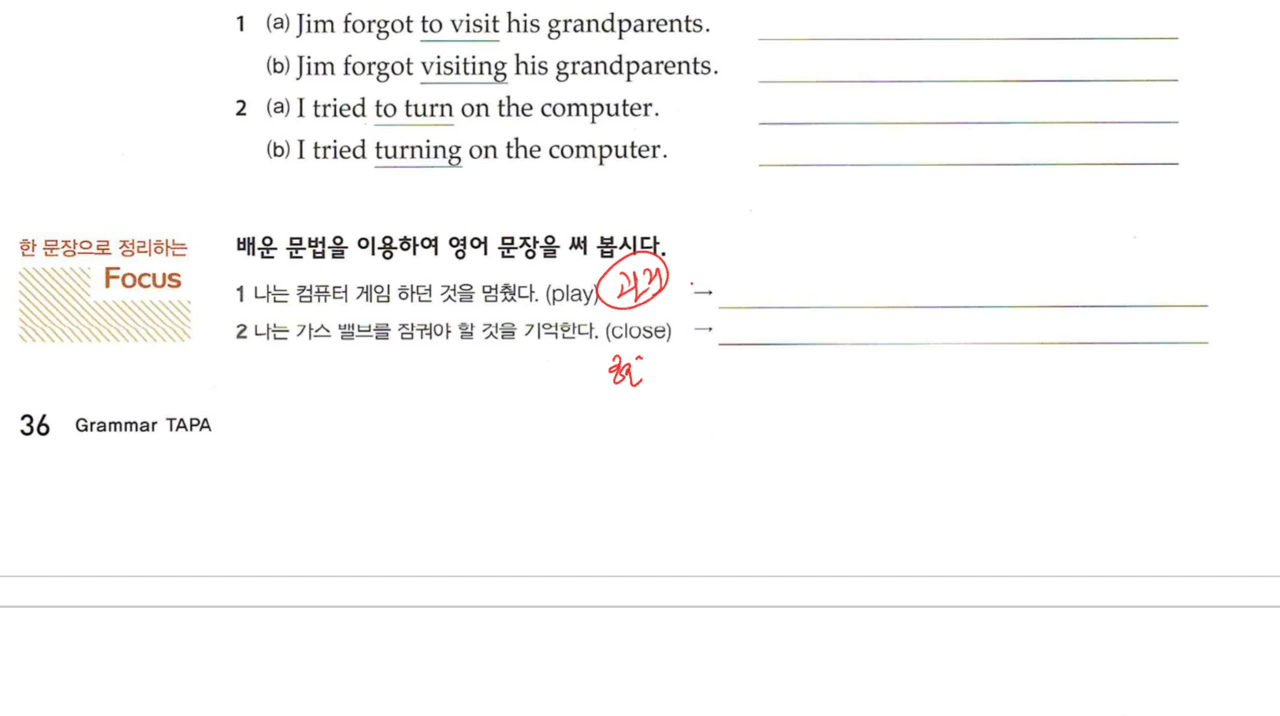 1 (a) Jim forgot to visit his grandparents.
(b) Jim forgot visiting his grandparents.
2 (a) I tried to turn on the computer.
(b) I tried turning on the computer.
한 문장으로 정리하는
Focus
배운 문법을 이용하여 영어 문장을 써 봅시다.
1 나는 컴퓨터 게임 하던 것을 멈췄다. (play) 과거 →
2 나는 가스 밸브를 잠궈야 할 것을 기억한다. (close) →
36 Grammar TAPA